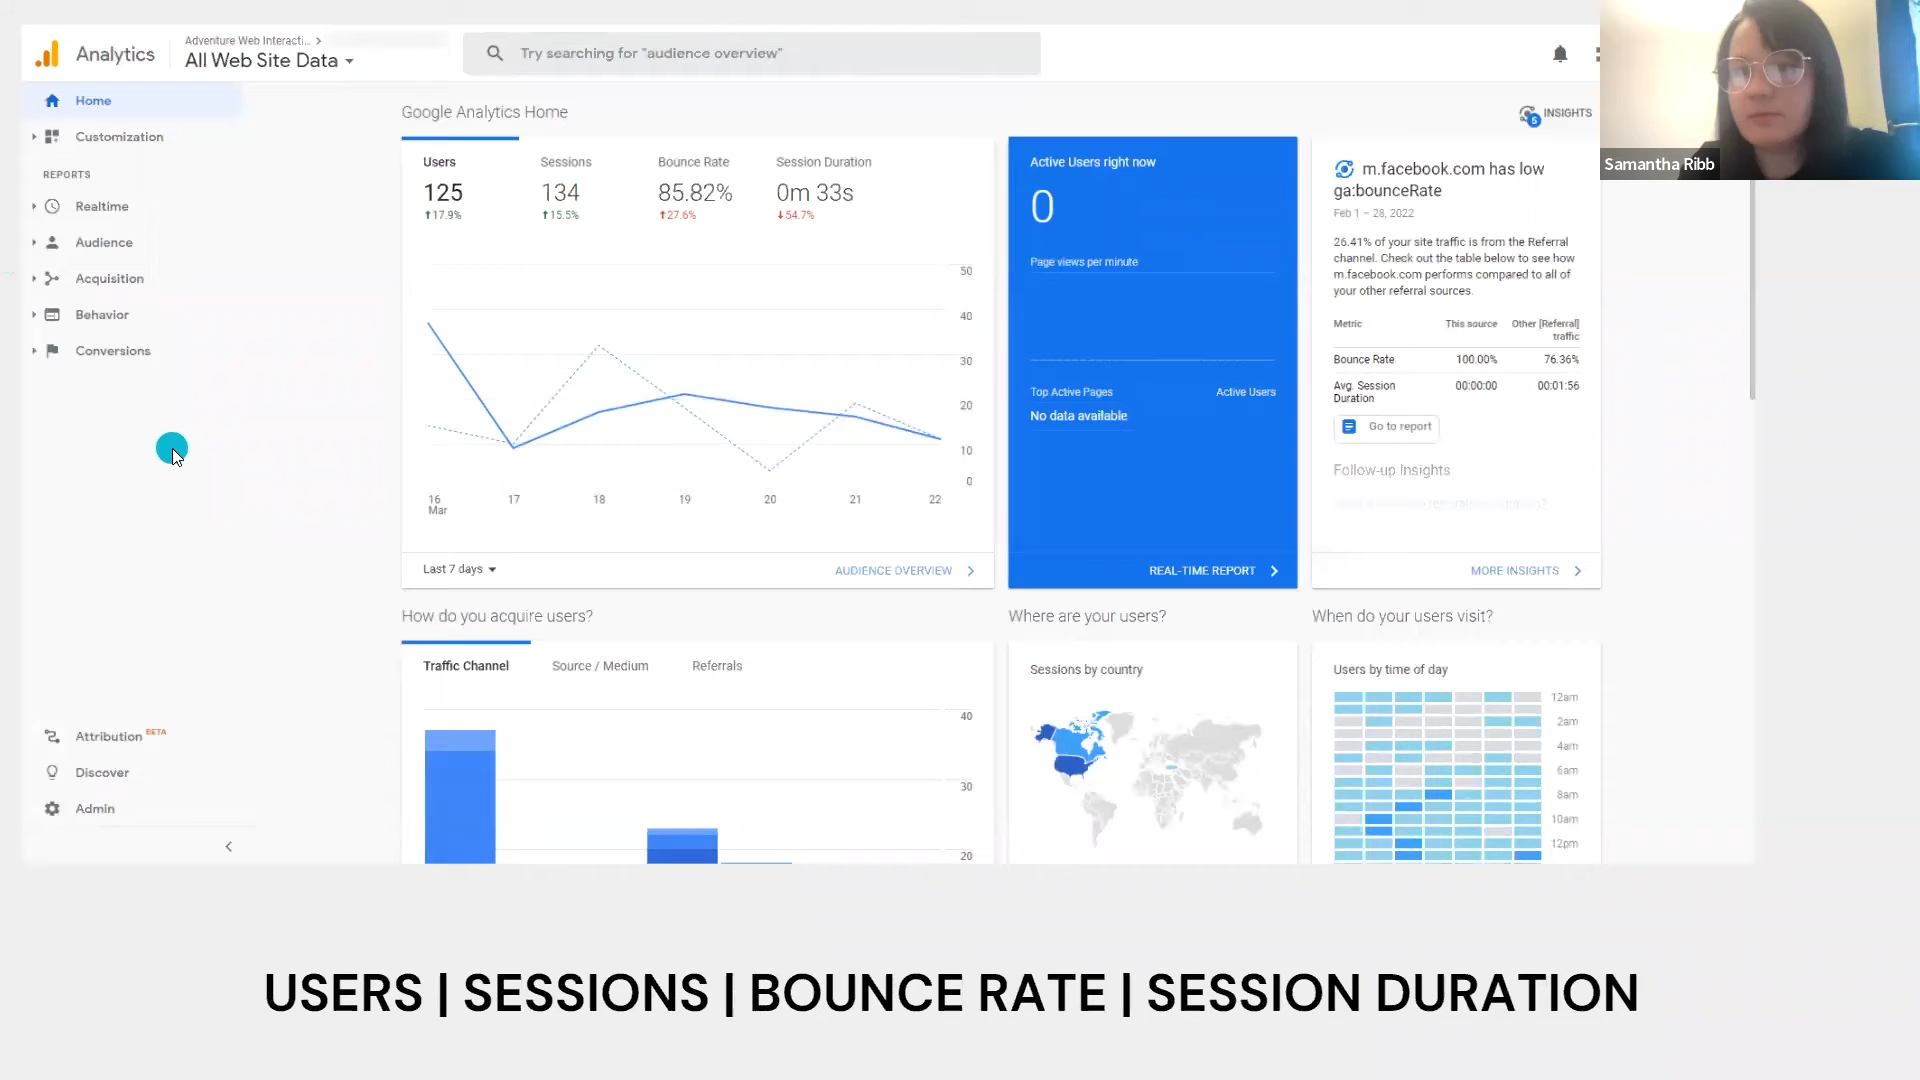 Analytics
Adventure Web Interacti... >
All Web Site Data
Try searching for "audience overview"
Home
Customization
REPORTS
Realtime
Audience
Acquisition
Behavior
Conversions
Attribution BETA
Discover
Admin
Google Analytics Home
5 INSIGHTS
Users
125
17.9%
Sessions
134
15.5%
Bounce Rate
85.82%
27.6%
Session Duration
0m 33s
54.7%
50
40
30
20
10
0
16 17 18 19 20 21 22
Mar
Last 7 days
AUDIENCE OVERVIEW
Active Users right now
0
Page views per minute
Top Active Pages Active Users
No data available
REAL-TIME REPORT
m.facebook.com has low
ga:bounceRate
Feb 1 – 28, 2022
26.41% of your site traffic is from the Referral
channel. Check out the table below to see how
m.facebook.com performs compared to all of
your other referral sources.
Metric This source Other [Referral]
traffic
Bounce Rate 100.00% 76.36%
Avg. Session 00:00:00 00:01:56
Duration
Go to report
Follow-up Insights
MORE INSIGHTS
Samantha Ribb
How do you acquire users?
Traffic Channel Source / Medium Referrals
40
30
20
Where are your users?
Sessions by country
When do your users visit?
Users by time of day
12am
2am
4am
6am
8am
10am
12pm
USERS | SESSIONS | BOUNCE RATE | SESSION DURATION